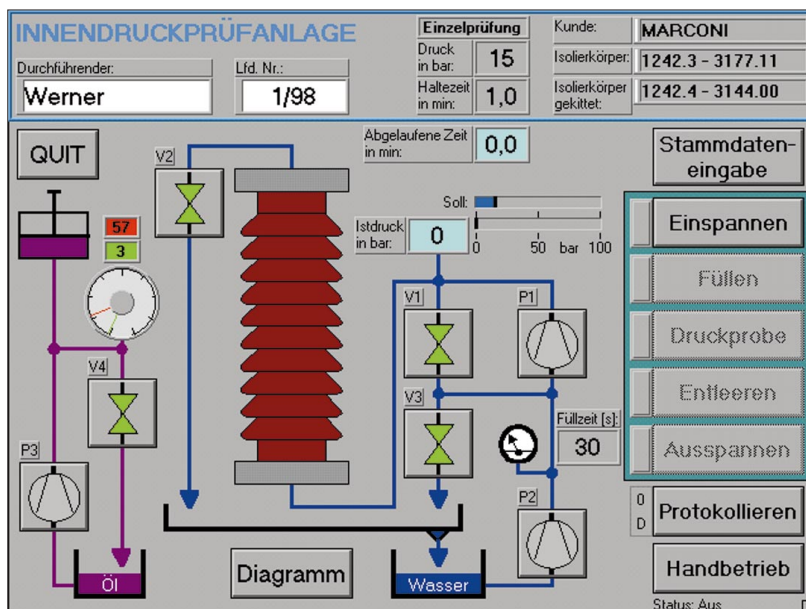 INNENDRUCKPRÜFANLAGE
Durchführender:
Werner
Lfd. Nr.:
1/98
Einzelprüfung
Druck
in bar:
15
Haltezeit
in min:
1,0
Kunde:
MARCONI
Isolierkörper:
1242.3 - 3177.11
Isolierkörper
gekittet:
1242.4 - 3144.00
QUIT
V2
Abgelaufene Zeit
in min:
0,0
Stammdaten-
eingabe
57
3
Soll:
Istdruck
in bar:
0
0 50 bar 100
Einspannen
Füllen
Druckprobe
Entleeren
Ausspannen
V1
P1
V4
V3
Füllzeit [s]:
30
P3
P2
0
D
Protokollieren
Öl
Diagramm
Wasser
Handbetrieb
Status: Aus